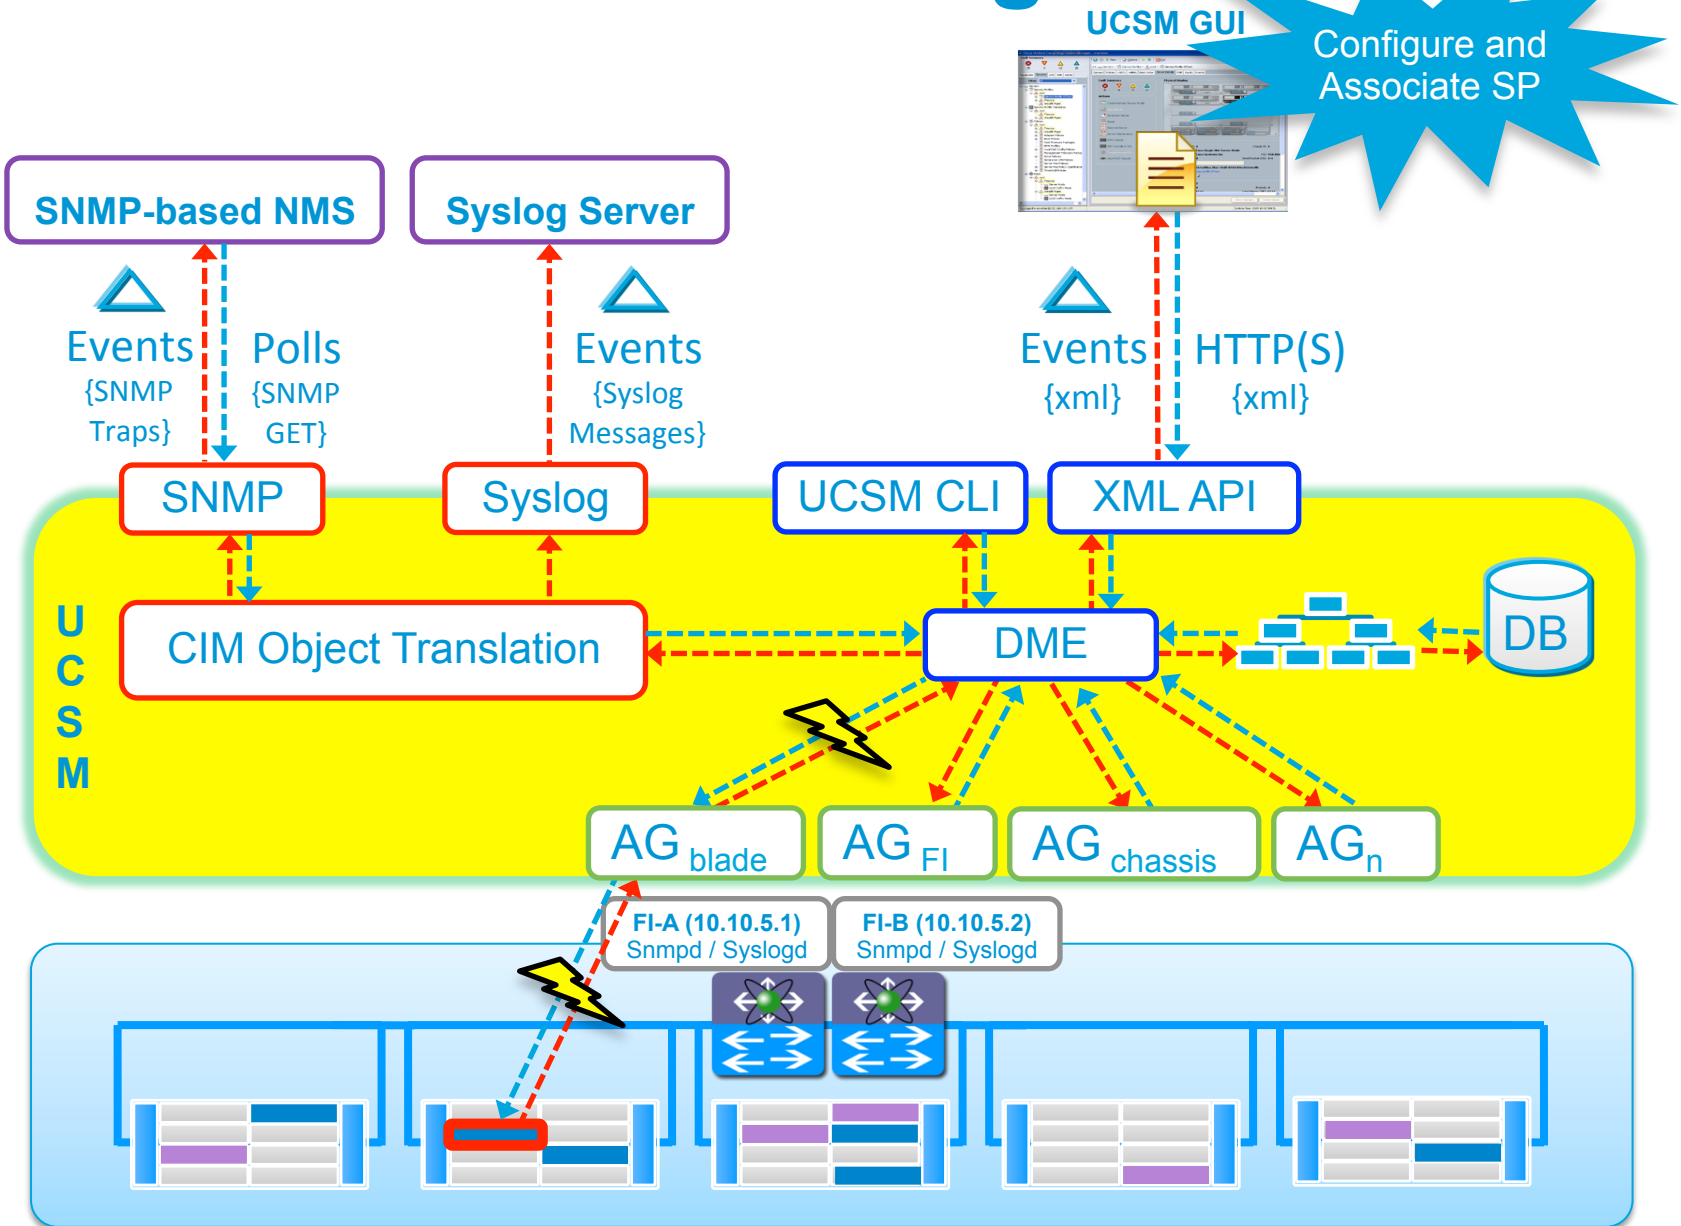 UCSM GUI
Configure and
Associate SP
SNMP-based NMS
Syslog Server
Events
{SNMP
Traps}
Polls
{SNMP
GET}
Events
{Syslog
Messages}
Events
{xml}
HTTP(S)
{xml}
SNMP
Syslog
UCSM CLI
XML API
U
C
S
M
CIM Object Translation
DME
DB
AG blade
AG FI
AG chassis
AGn
FI-A (10.10.5.1)
Snmpd / Syslogd
FI-B (10.10.5.2)
Snmpd / Syslogd